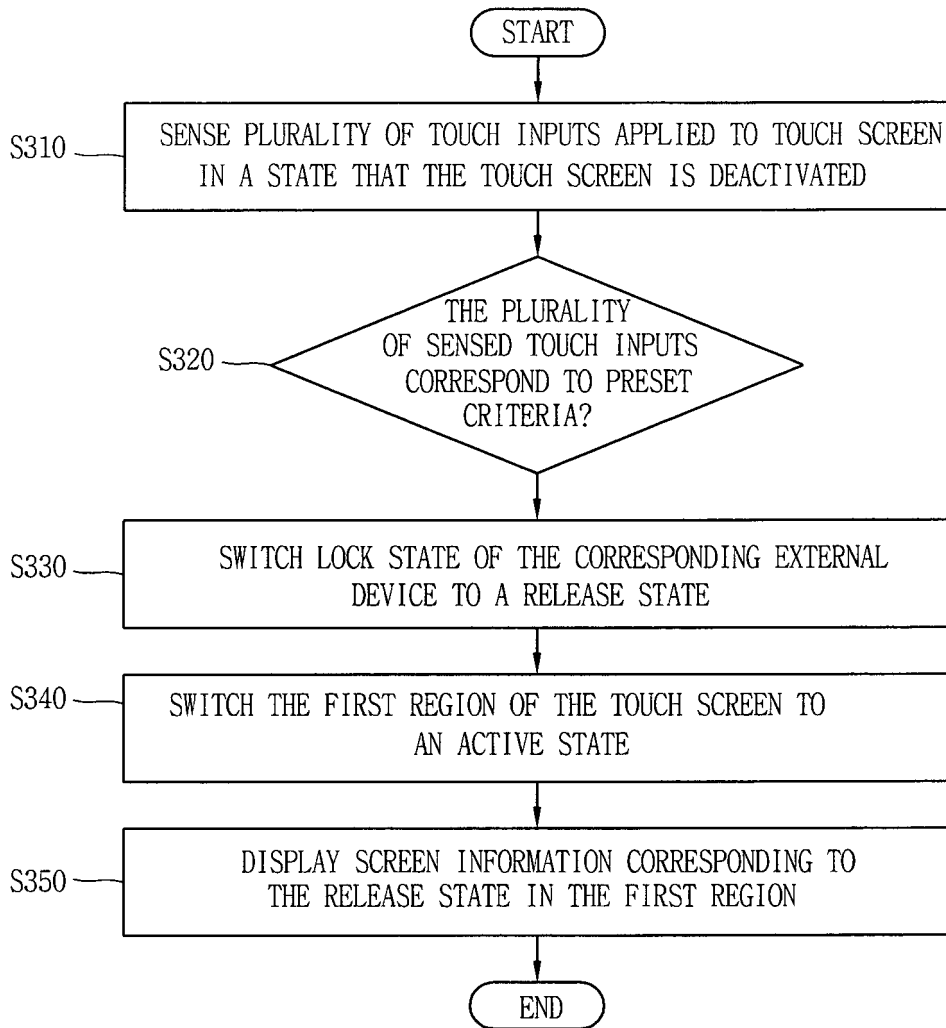 START
S310
SENSE PLURALITY OF TOUCH INPUTS APPLIED TO TOUCH SCREEN
IN A STATE THAT THE TOUCH SCREEN IS DEACTIVATED
S320
THE PLURALITY
OF SENSED TOUCH INPUTS
CORRESPOND TO PRESET
CRITERIA?
S330
SWITCH LOCK STATE OF THE CORRESPONDING EXTERNAL
DEVICE TO A RELEASE STATE
S340
SWITCH THE FIRST REGION OF THE TOUCH SCREEN TO
AN ACTIVE STATE
S350
DISPLAY SCREEN INFORMATION CORRESPONDING TO
THE RELEASE STATE IN THE FIRST REGION
END